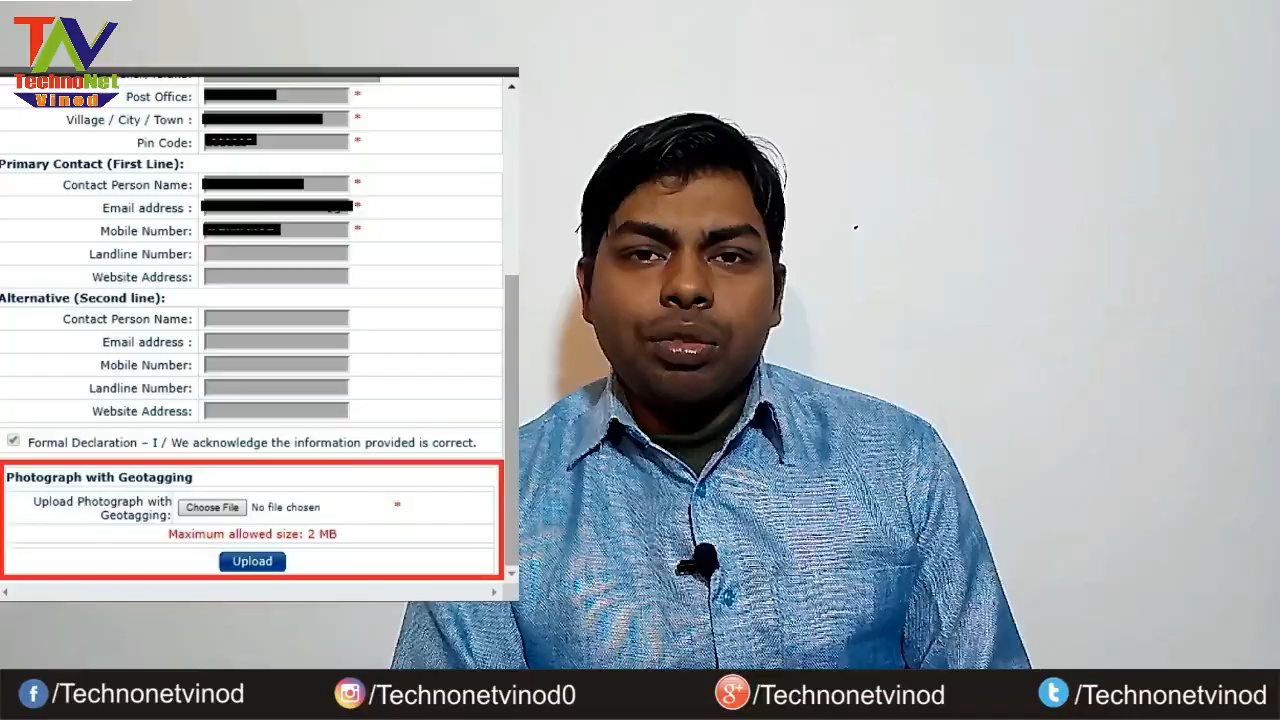 TNV
TechnoNet
Vinod
Post Office:
*
Village / City / Town :
*
Pin Code:
*
Primary Contact (First Line):
Contact Person Name:
*
Email address :
*
Mobile Number:
*
Landline Number:
Website Address:
Alternative (Second line):
Contact Person Name:
Email address :
Mobile Number:
Landline Number:
Website Address:
Formal Declaration – I / We acknowledge the information provided is correct.
Photograph with Geotagging
Upload Photograph with
Geotagging:
Choose File No file chosen *
Maximum allowed size: 2 MB
Upload
f /Technonetvinod
/Technonetvinod0
g+ /Technonetvinod
/Technonetvinod